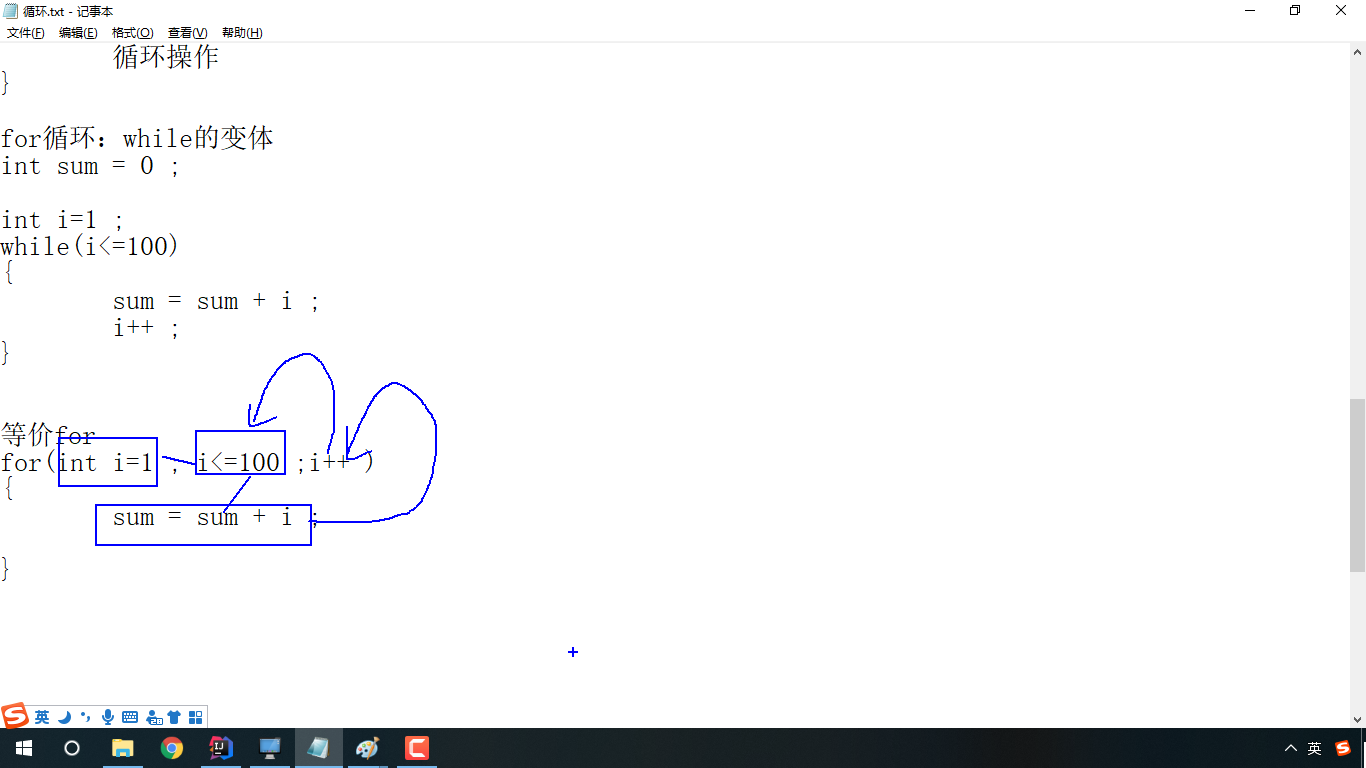 循环.txt - 记事本
文件(F) 编辑(E) 格式(O) 查看(V) 帮助(H)
循环操作
}
for循环：while的变体
int sum = 0 ;
int i=1 ;
while(i<=100)
{
sum = sum + i ;
i++ ;
}
等价for
for(int i=1 ; i<=100 ;i++ )
{
sum = sum + i ;
}
英
英